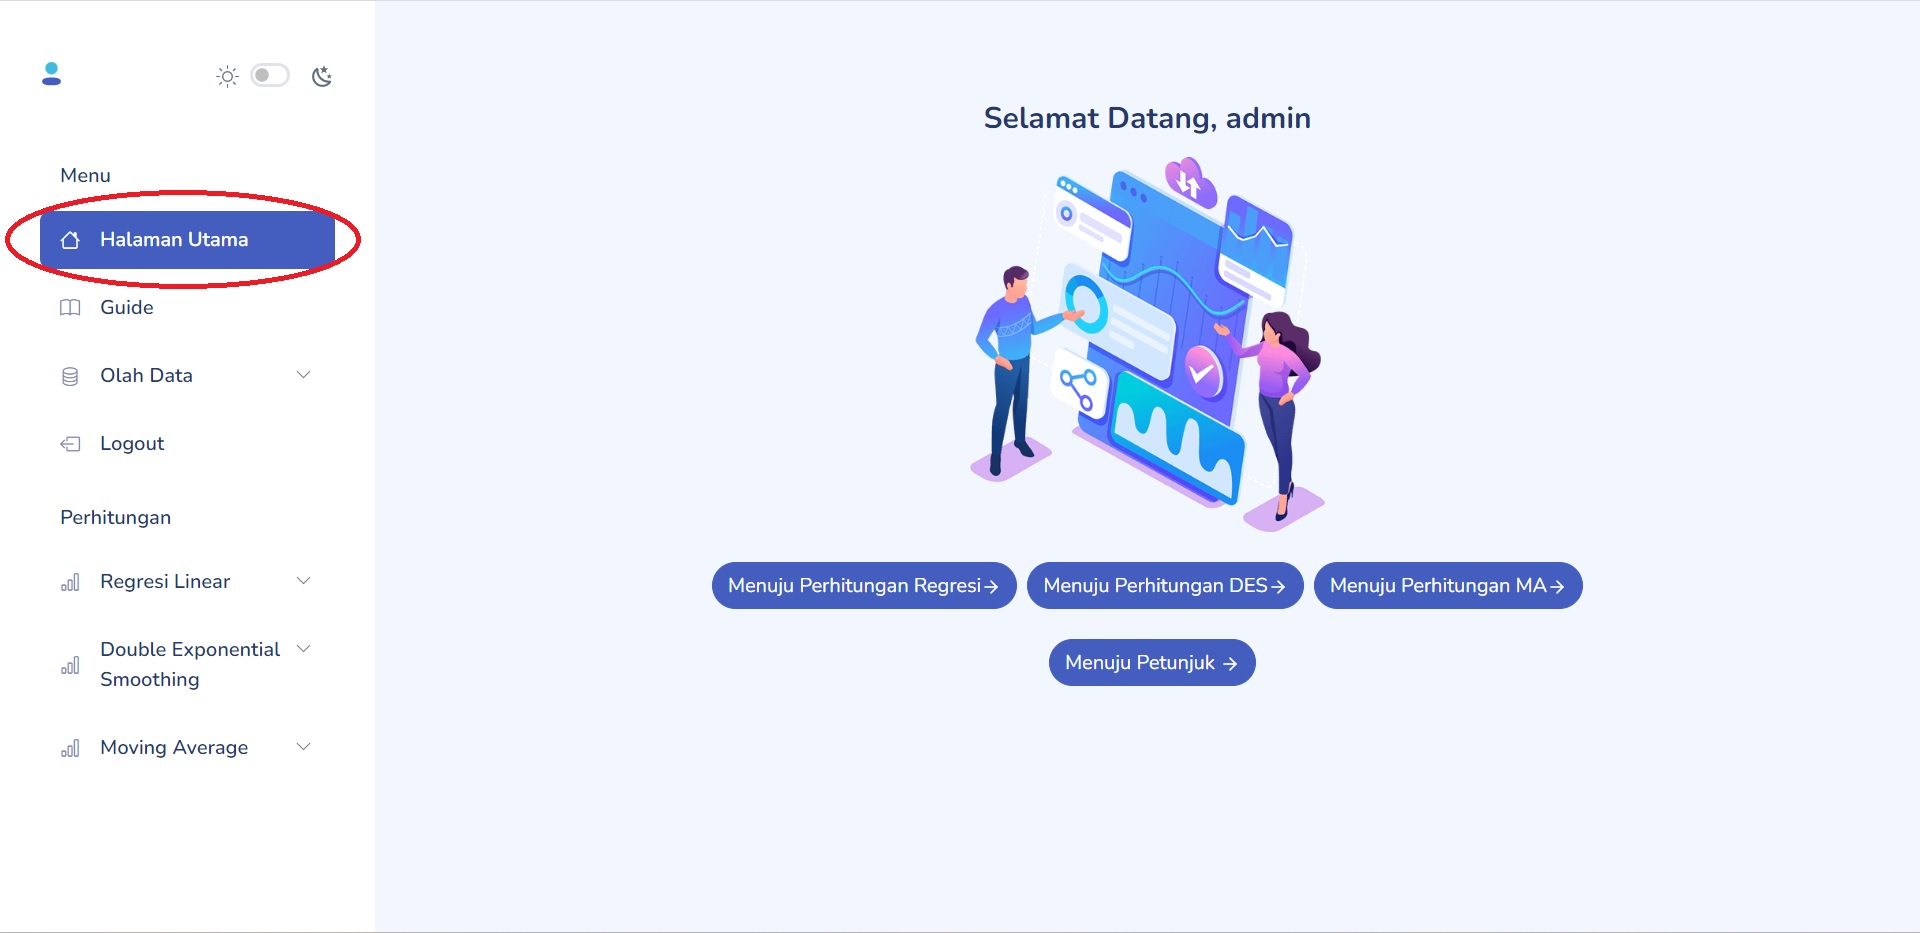 Menu
Halaman Utama
Guide
Olah Data
Logout
Perhitungan
Regresi Linear
Double Exponential
Smoothing
Moving Average
Selamat Datang, admin
Menuju Perhitungan Regresi→
Menuju Perhitungan DES→
Menuju Perhitungan MA→
Menuju Petunjuk →